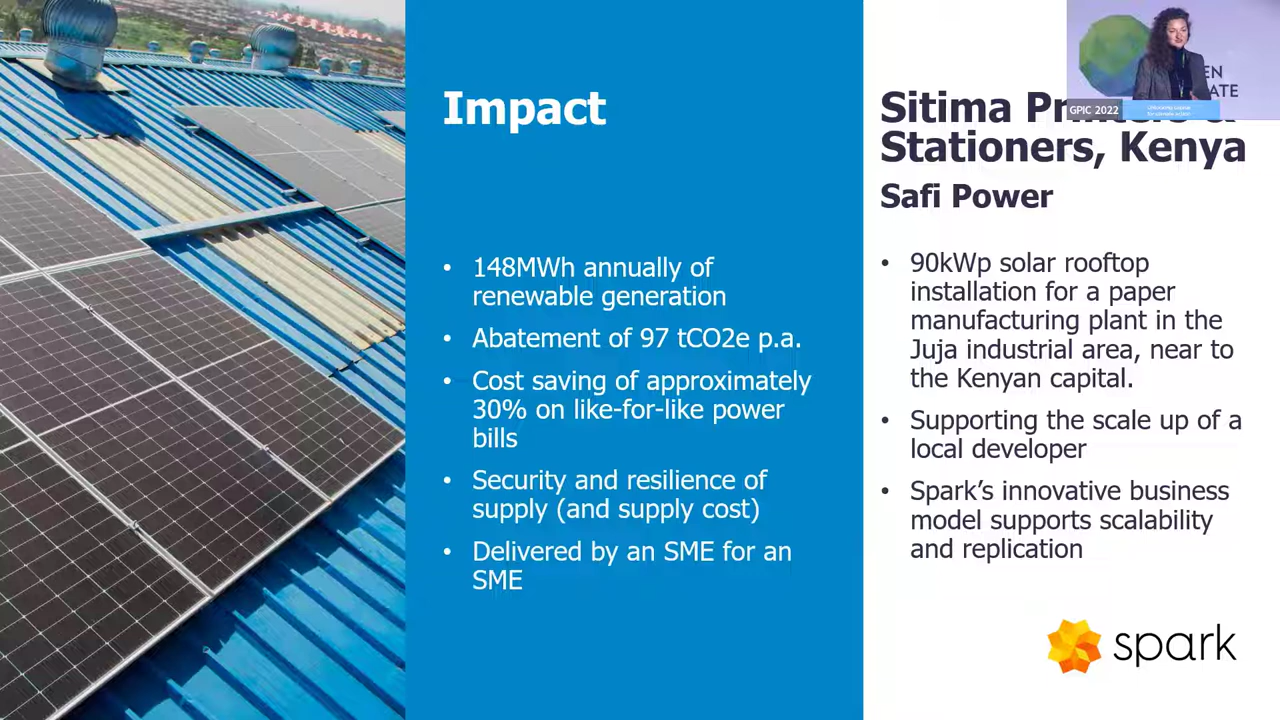 Impact
• 148MWh annually of
renewable generation
• Abatement of 97 tCO2e p.a.
• Cost saving of approximately
30% on like-for-like power
bills
• Security and resilience of
supply (and supply cost)
• Delivered by an SME for an
SME
Sitima
Stationers, Kenya
Safi Power
• 90kWp solar rooftop
installation for a paper
manufacturing plant in the
Juja industrial area, near to
the Kenyan capital.
• Supporting the scale up of a
local developer
• Spark’s innovative business
model supports scalability
and replication
spark
GPIC 2022